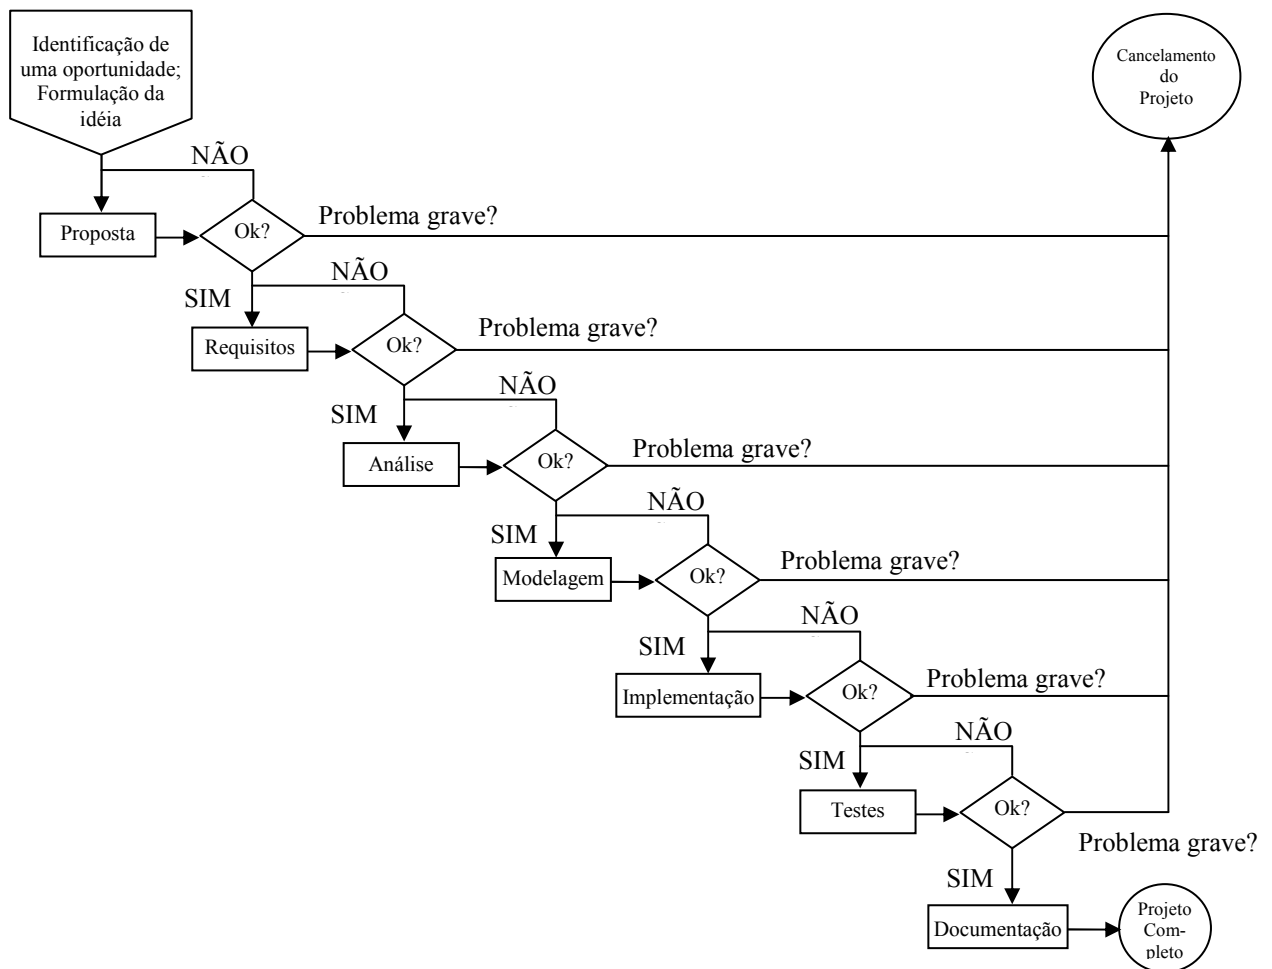 Identificação de
uma oportunidade;
Formulação da
idéia
Cancelamento
do
Projeto
NÃO
Proposta
Ok?
Problema grave?
SIM
NÃO
Requisitos
Ok?
Problema grave?
SIM
NÃO
Análise
Ok?
Problema grave?
SIM
NÃO
Modelagem
Ok?
Problema grave?
SIM
NÃO
Implementação
Ok?
Problema grave?
SIM
NÃO
Testes
Ok?
Problema grave?
SIM
Documentação
Projeto
Com-
pleto